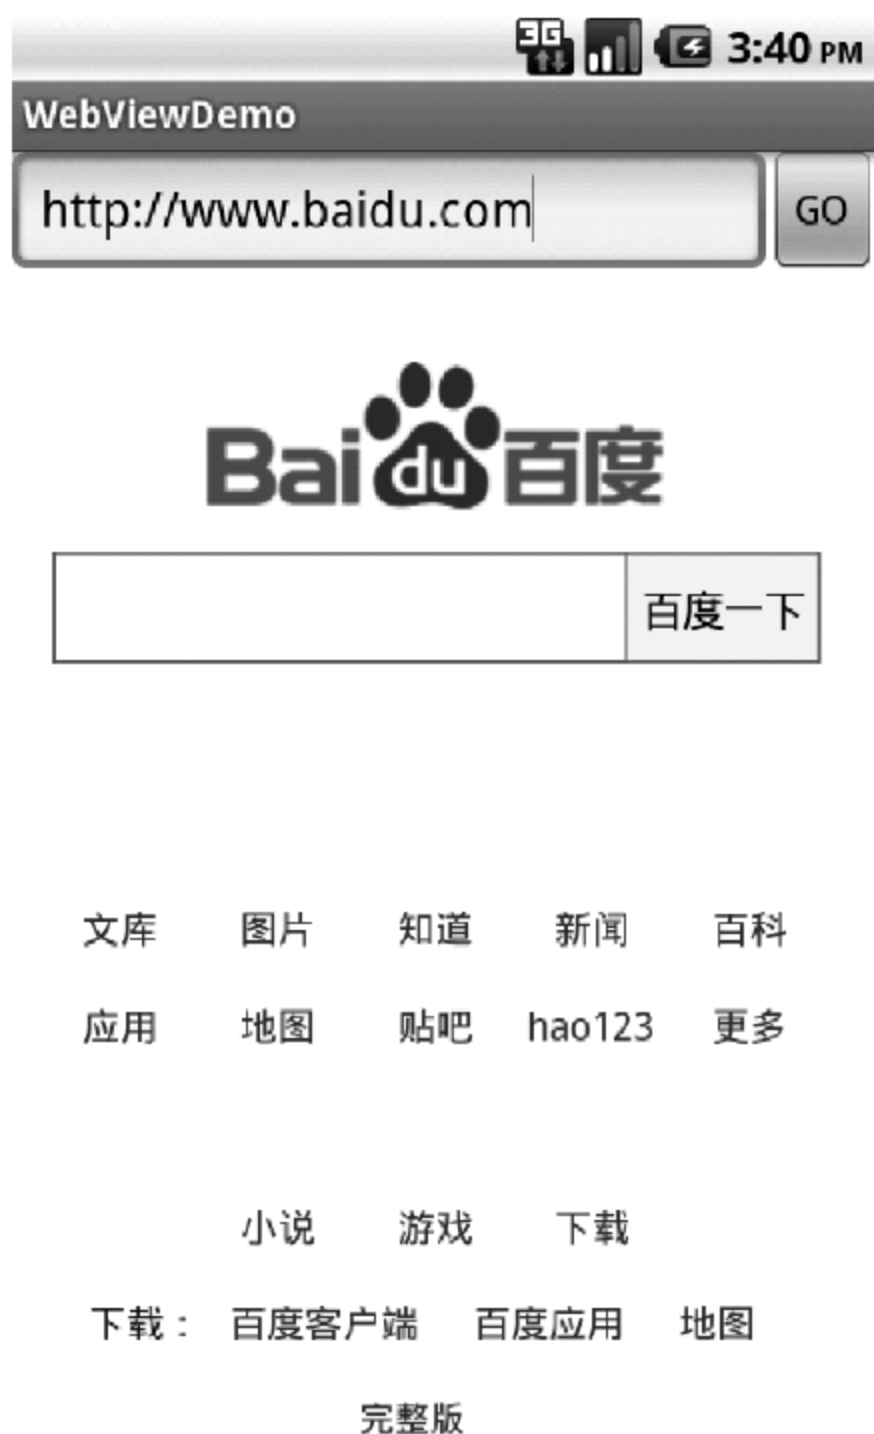 3G 3:40 PM
WebViewDemo
http://www.baidu.com GO
Bai du 百度
百度一下
文库 图片 知道 新闻 百科
应用 地图 贴吧 hao123 更多
小说 游戏 下载
下载： 百度客户端 百度应用 地图
完整版